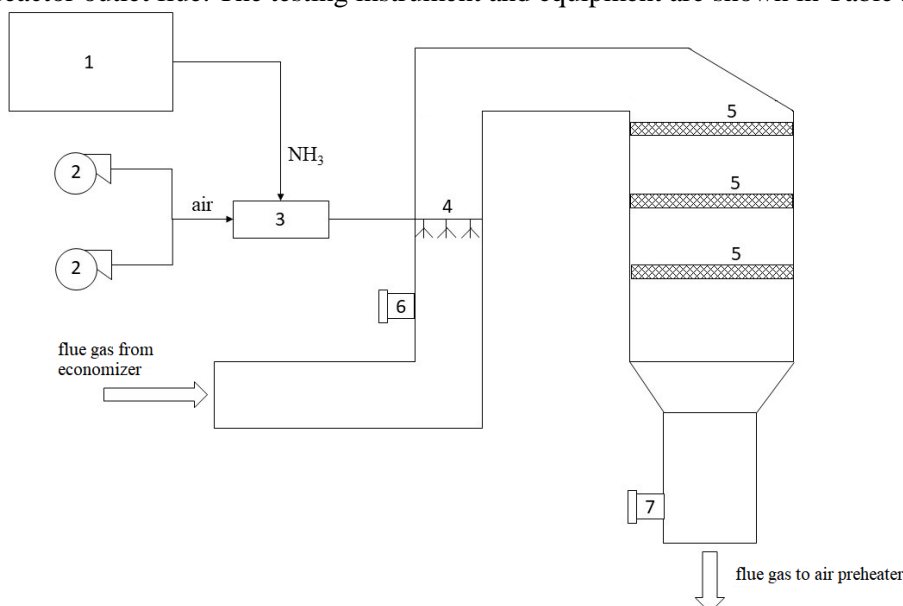 reactor outlet flue. The testing instrument and equipment are shown in Table
1
5
NH3
2
air
5
4
3
5
2
6
flue gas from
economizer
7
flue gas to air preheater